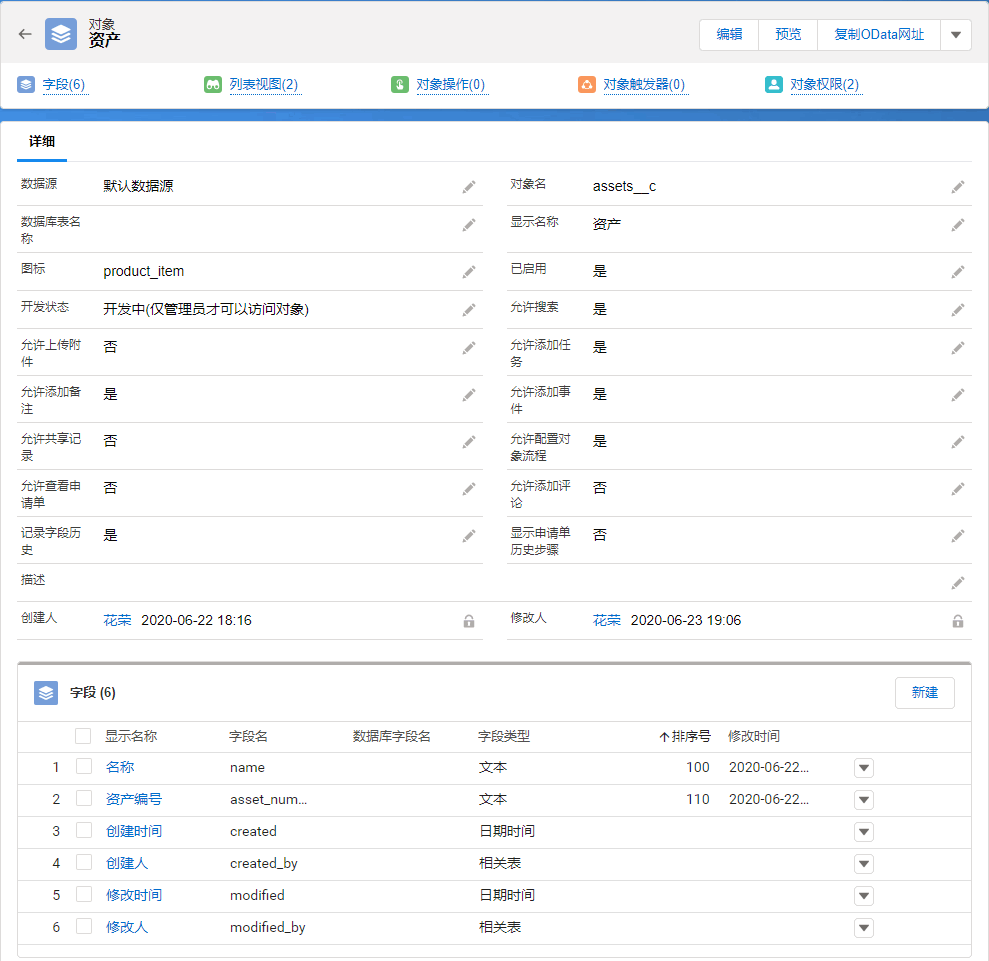 对象
资产
编辑 预览 复制OData网址
字段(6) 列表视图(2) 对象操作(0) 对象触发器(0) 对象权限(2)
详细
数据源 默认数据源 对象名 assets__c
数据库表名
称
显示名称 资产
图标 product_item 已启用 是
开发状态 开发中(仅管理员才可以访问对象) 允许搜索 是
允许上传附
件
否
允许添加任
务
是
允许添加备
注
是
允许添加事
件
是
允许共享记
录
否
允许配置对
象流程
是
允许查看申
请单
否
允许添加评
论
否
记录字段历
史
是
显示申请单
历史步骤
否
描述
创建人 花荣 2020-06-22 18:16 修改人 花荣 2020-06-23 19:06
字段 (6) 新建
显示名称 字段名 数据库字段名 字段类型 排序号 修改时间
1 名称 name 文本 100 2020-06-22...
2 资产编号 asset_num... 文本 110 2020-06-22...
3 创建时间 created 日期时间
4 创建人 created_by 相关表
5 修改时间 modified 日期时间
6 修改人 modified_by 相关表